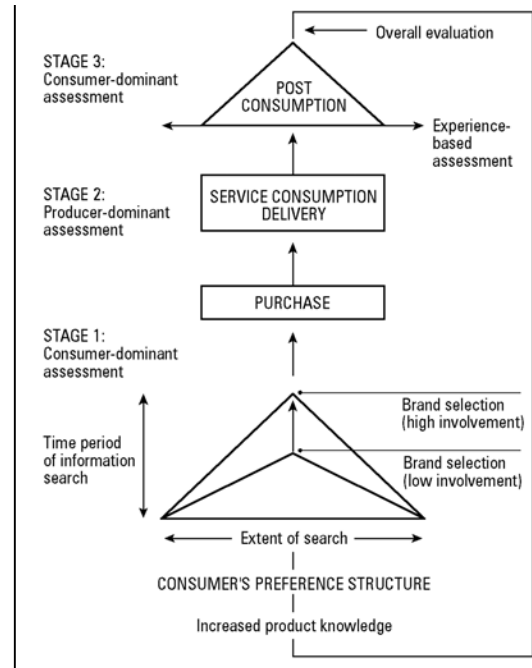 Overall evaluation
STAGE 3:
Consumer-dominant
assessment
POST
CONSUMPTION
Experience-
based
assessment
STAGE 2:
Producer-dominant
assessment
SERVICE CONSUMPTION
DELIVERY
PURCHASE
STAGE 1:
Consumer-dominant
assessment
Time period
of information
search
Brand selection
(high involvement)
Brand selection
(low involvement)
Extent of search
CONSUMER'S PREFERENCE STRUCTURE
Increased product knowledge